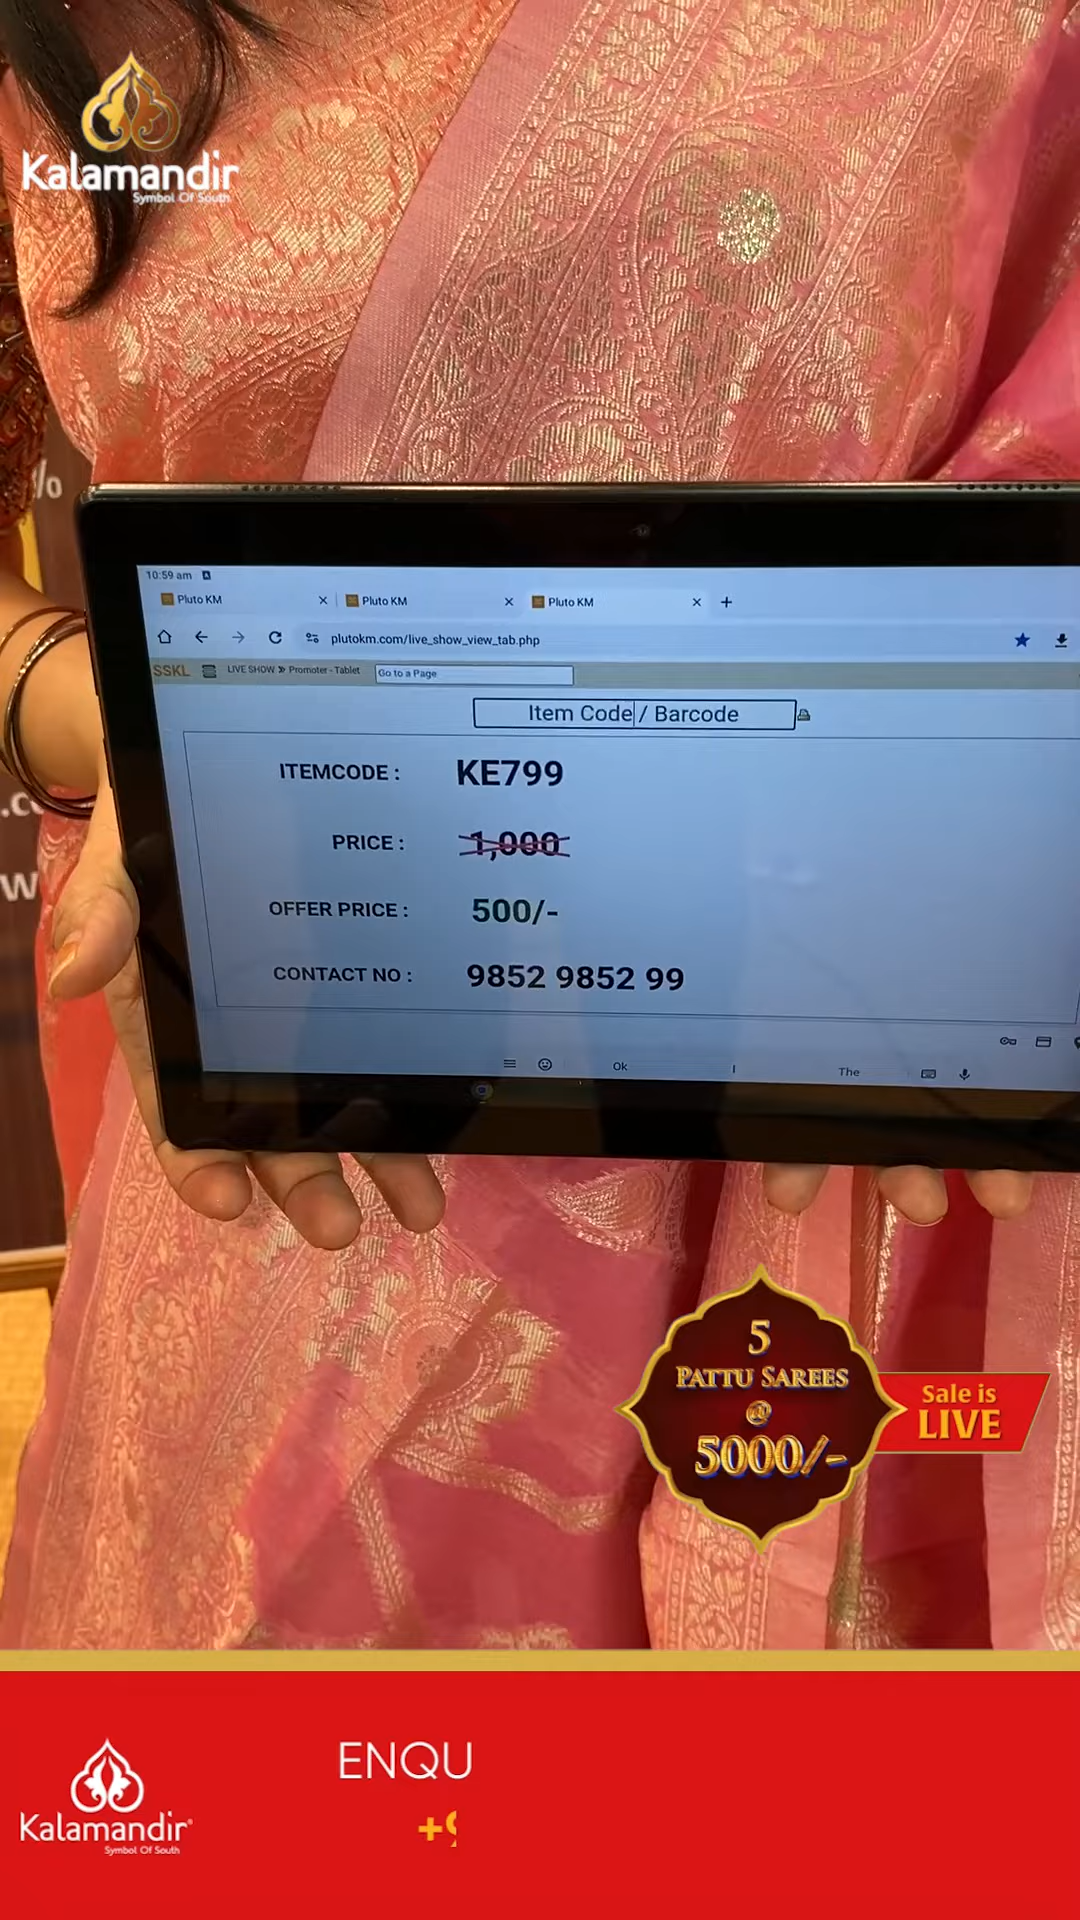 Kalamandir
Symbol Of South
%
10:59 am
Pluto KM
Pluto KM
Pluto KM
plutokm.com/live_show_view_tab.php
SSKL
LIVE SHOW » Promoter - Tablet
Go to a Page
Item Code / Barcode
ITEMCODE : KE799
PRICE : 1,000
OFFER PRICE : 500/-
CONTACT NO : 9852 9852 99
Ok
I
The
5
PATTU SAREES
@
5000/-
Sale is
LIVE
ENQU
Kalamandir
Symbol Of South